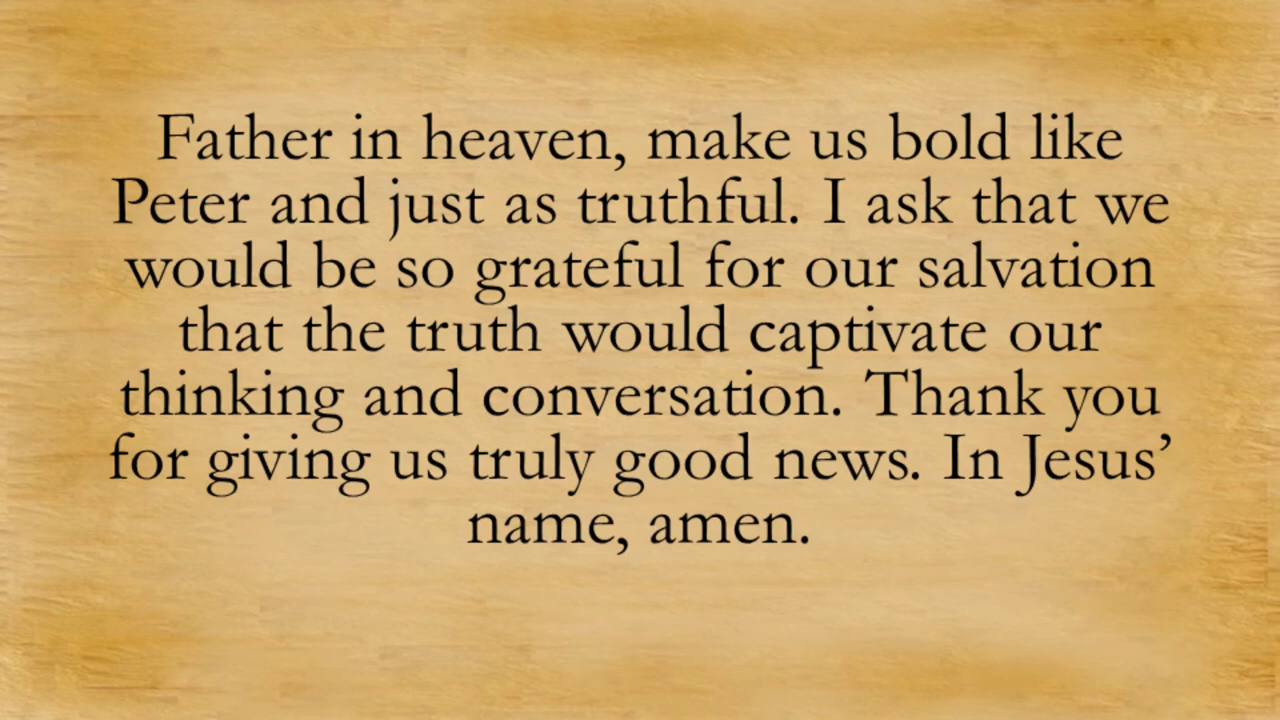 Father in heaven, make us bold like
Peter and just as truthful. I ask that we
would be so grateful for our salvation
that the truth would captivate our
thinking and conversation. Thank you
for giving us truly good news. In Jesus’
name, amen.